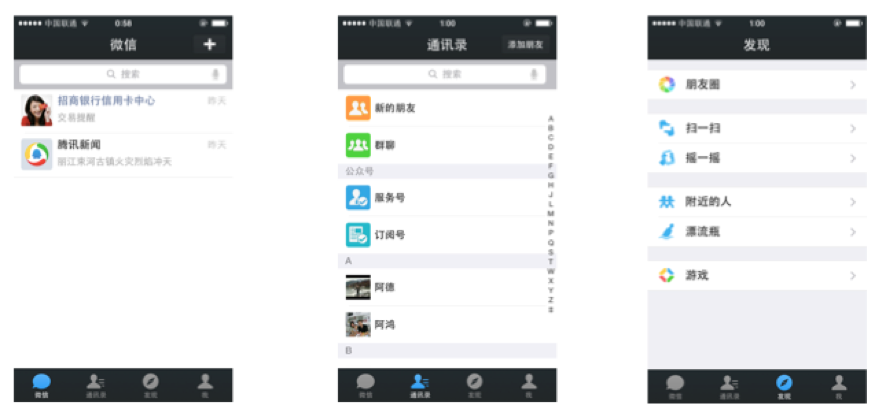 中国联通
0:58
微信
+
搜索
招商银行信用卡中心
昨天
交易提醒
腾讯新闻
昨天
丽江束河古镇火灾烈焰冲天
微信
通讯录
发现
我
中国联通
1:00
通讯录
添加朋友
搜索
新的朋友
群聊
公众号
服务号
订阅号
A
阿德
阿鸿
B
A
B
C
D
E
F
G
H
J
L
M
N
P
Q
S
T
W
X
Y
Z
#
微信
通讯录
发现
我
中国联通
1:00
发现
朋友圈
扫一扫
摇一摇
附近的人
漂流瓶
游戏
微信
通讯录
发现
我